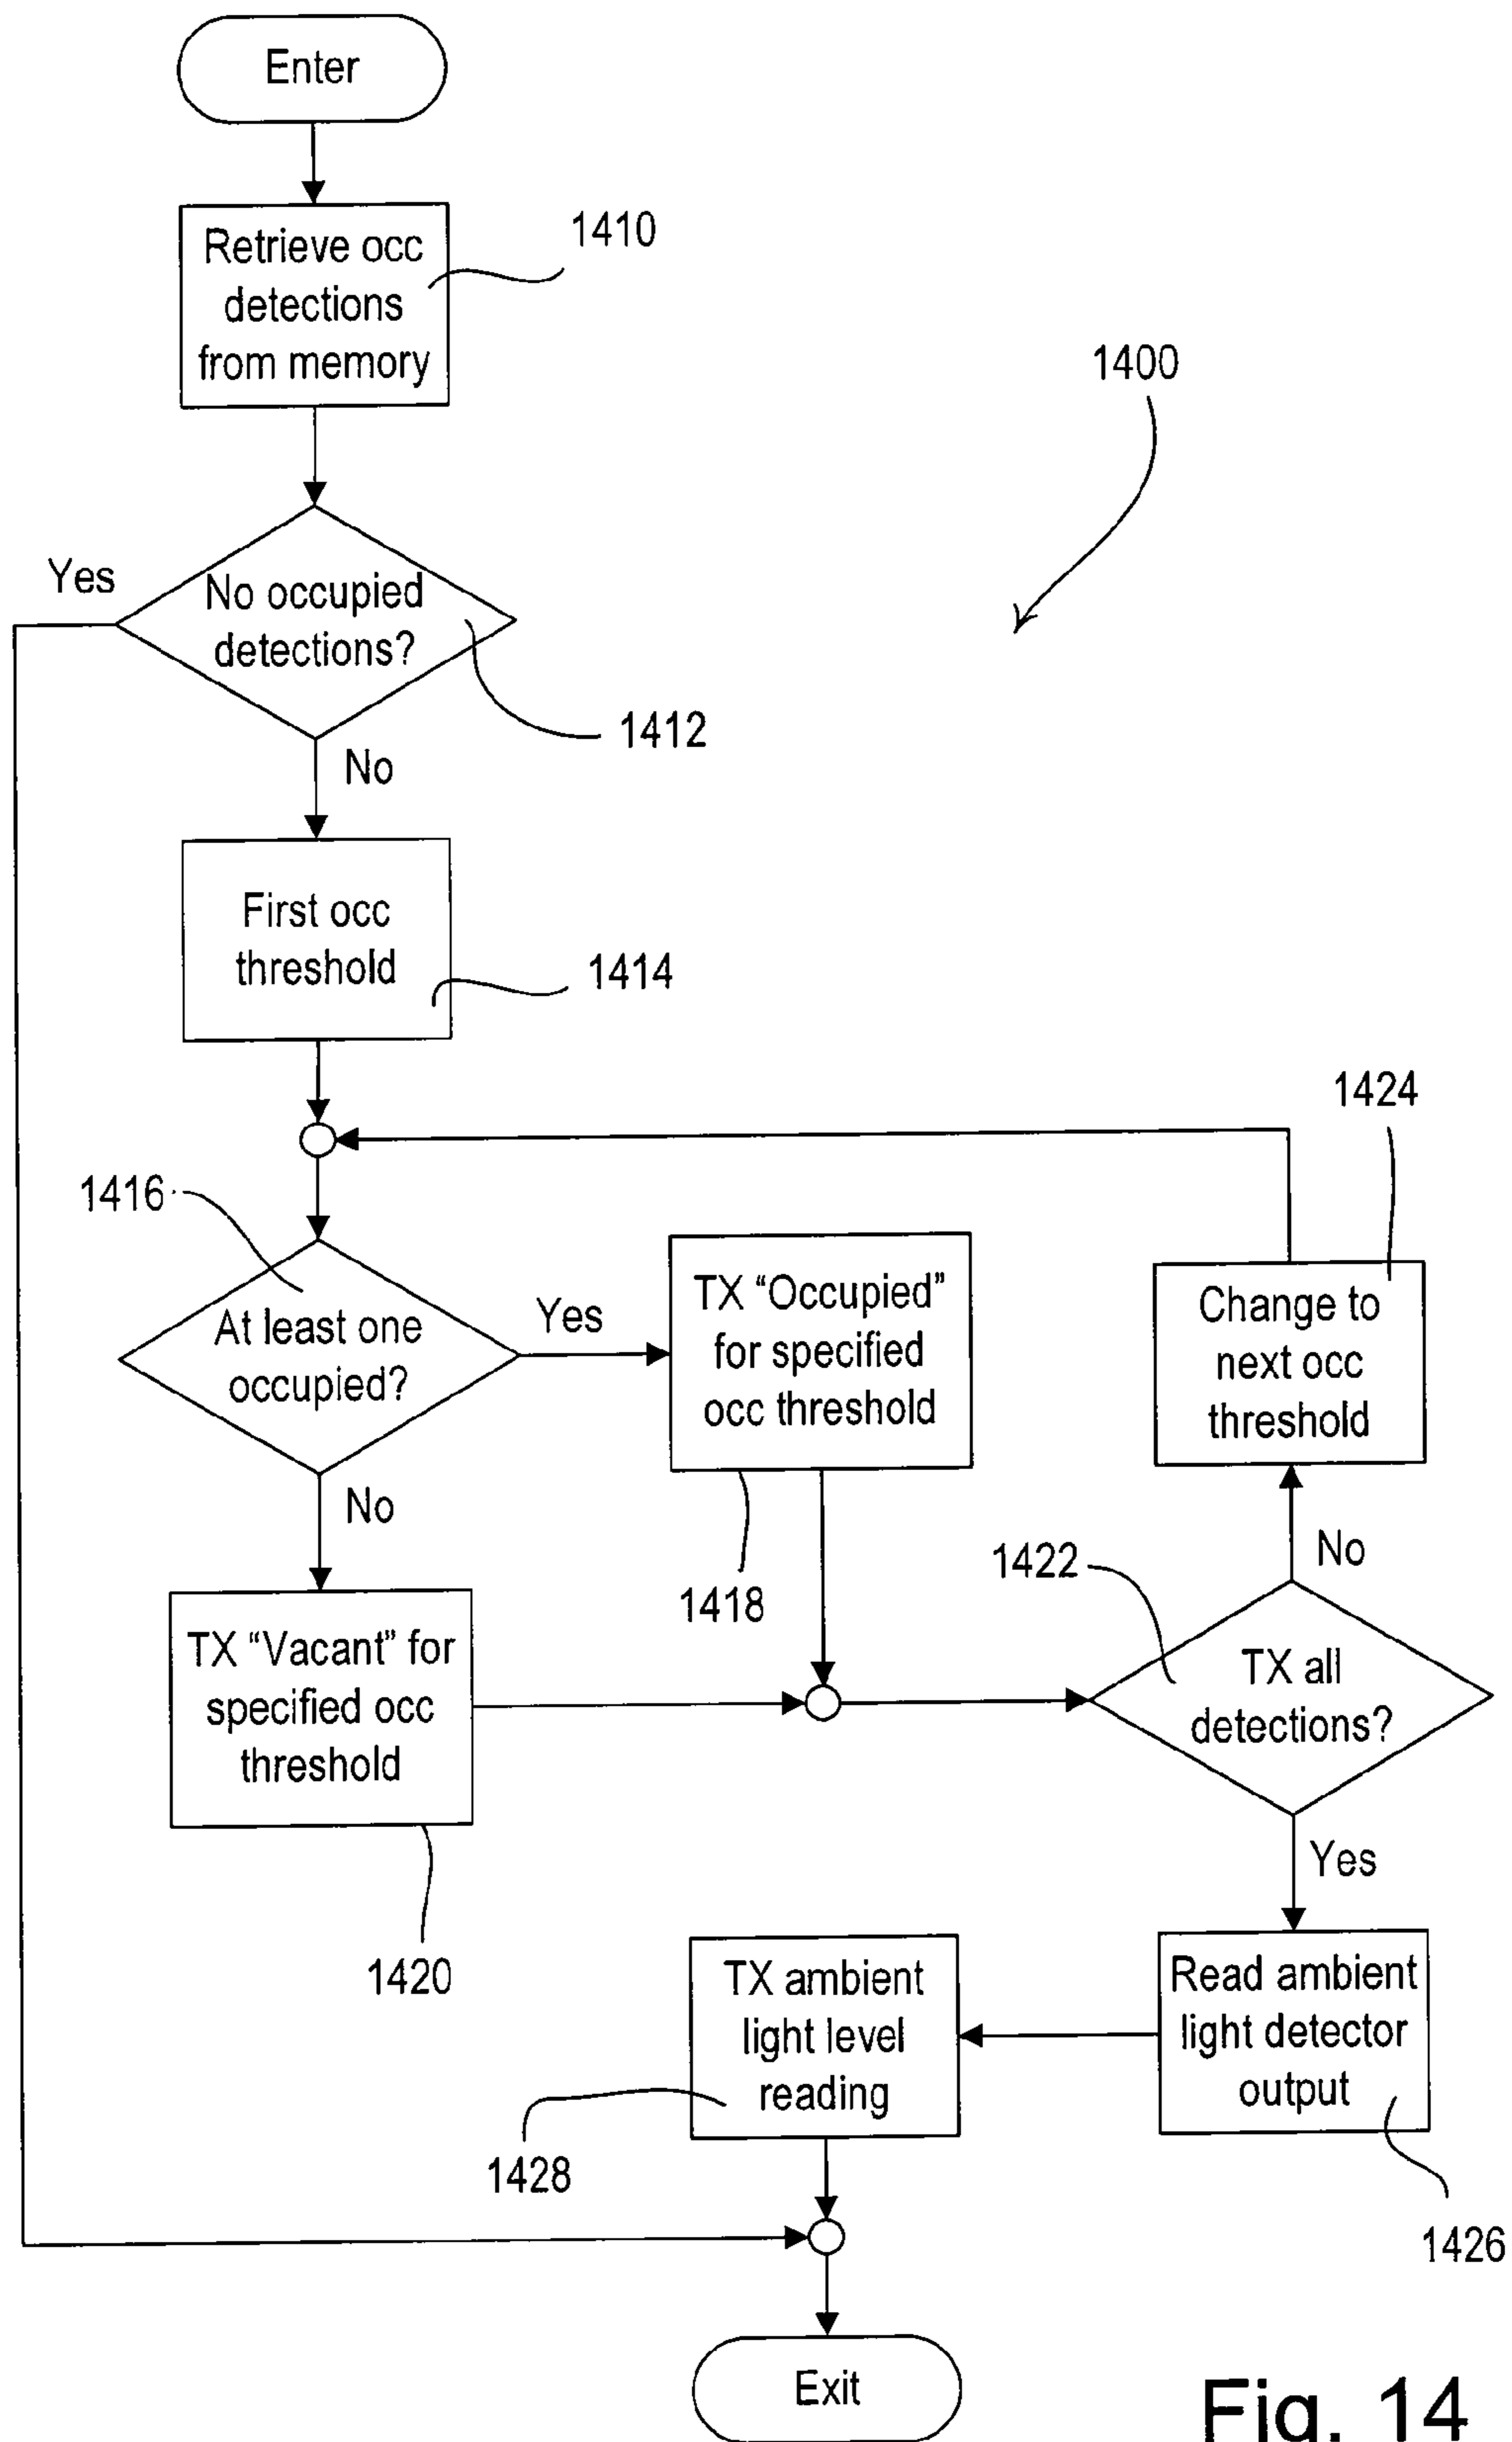 Enter
Retrieve occ
detections
from memory
1410
1400
Yes
No occupied
detections?
1412
No
First occ
threshold
1414
1424
1416
At least one
occupied?
Yes
TX “Occupied”
for specified
occ threshold
Change to
next occ
threshold
No
1418
1422
No
TX “Vacant” for
specified occ
threshold
TX all
detections?
Yes
1420
TX ambient
light level
reading
Read ambient
light detector
output
1428
1426
Exit
Fig. 14